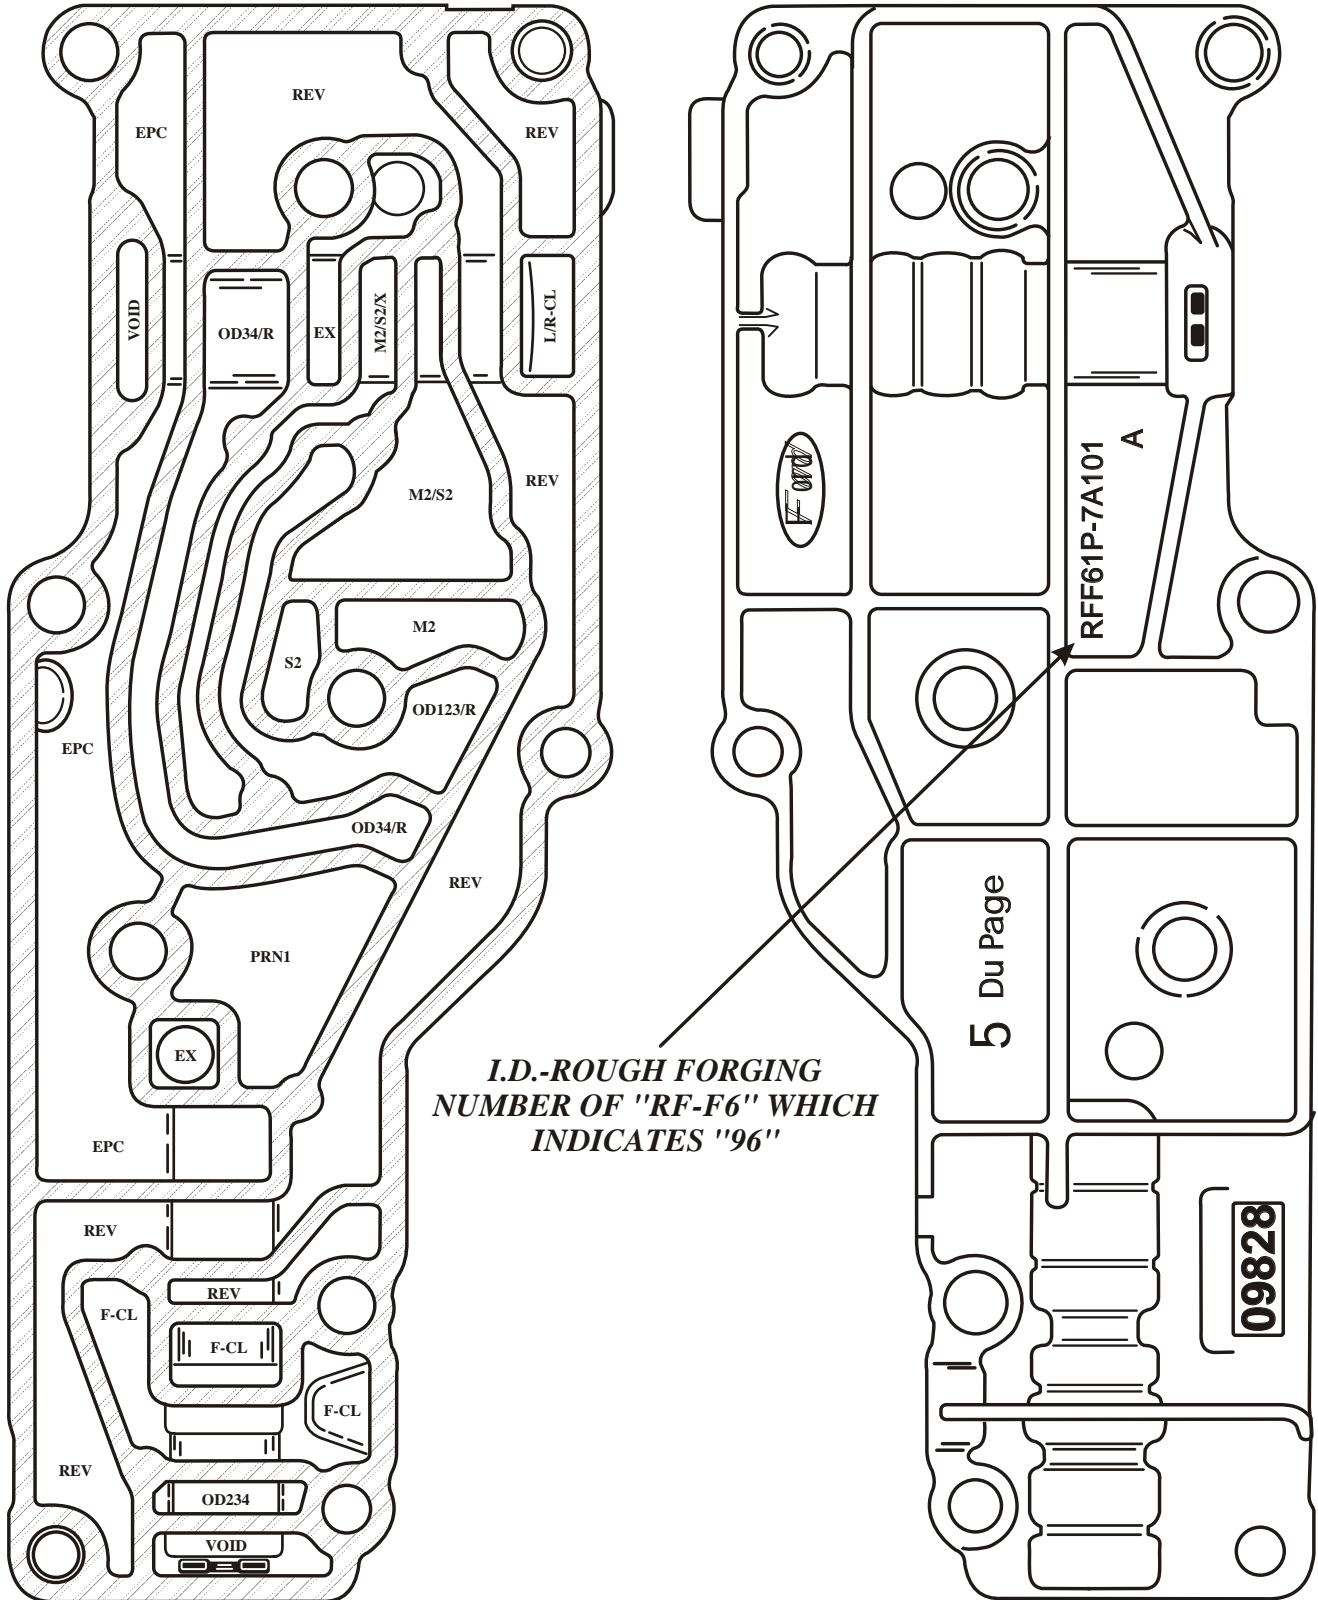 REV
EPC
REV
VOID
OD34/R
EX
M2/S2/X
L/R-CL
M2/S2
REV
M2
S2
OD123/R
EPC
OD34/R
REV
PRN1
EX
EPC
REV
REV
F-CL
F-CL
F-CL
REV
OD234
VOID
Ford
RFF61P-7A101
A
5 Du Page
I.D.-ROUGH FORGING
NUMBER OF "RF-F6" WHICH
INDICATES "96"
09828